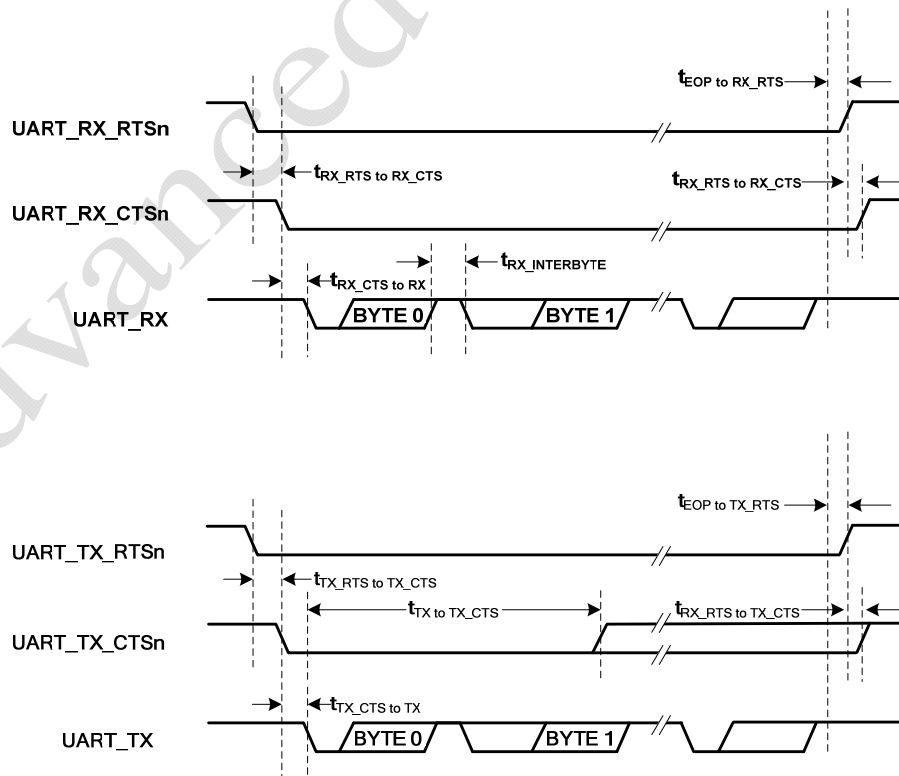 dvanced
tEOP to RX_RTS
UART_RX_RTSn
tRX_RTS to RX_CTS
tRX_RTS to RX_CTS
UART_RX_CTSn
tRX_INTERBYTE
tRX_CTS to RX
UART_RX
BYTE 0
BYTE 1
tEOP to TX_RTS
UART_TX_RTSn
tTX_RTS to TX_CTS
tTX to TX_CTS
tRX_RTS to TX_CTS
UART_TX_CTSn
tTX_CTS to TX
UART_TX
BYTE 0
BYTE 1